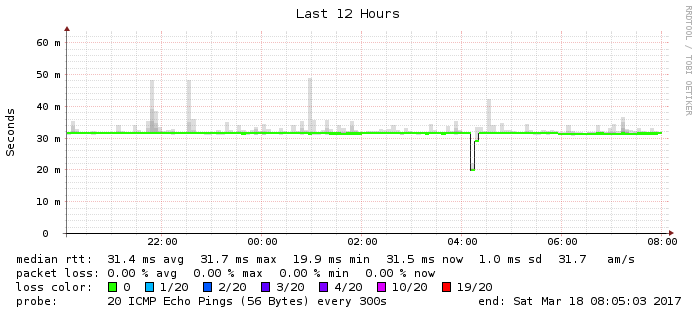 Last 12 Hours
RRDTOOL / TOBI OETIKER
Seconds
60 m
50 m
40 m
30 m
20 m
10 m
0
22:00 00:00 02:00 04:00 06:00 08:00
median rtt: 31.4 ms avg 31.7 ms max 19.9 ms min 31.5 ms now 1.0 ms sd 31.7 am/s
packet loss: 0.00 % avg 0.00 % max 0.00 % min 0.00 % now
loss color: 0 1/20 2/20 3/20 4/20 10/20 19/20
probe: 20 ICMP Echo Pings (56 Bytes) every 300s end: Sat Mar 18 08:05:03 2017